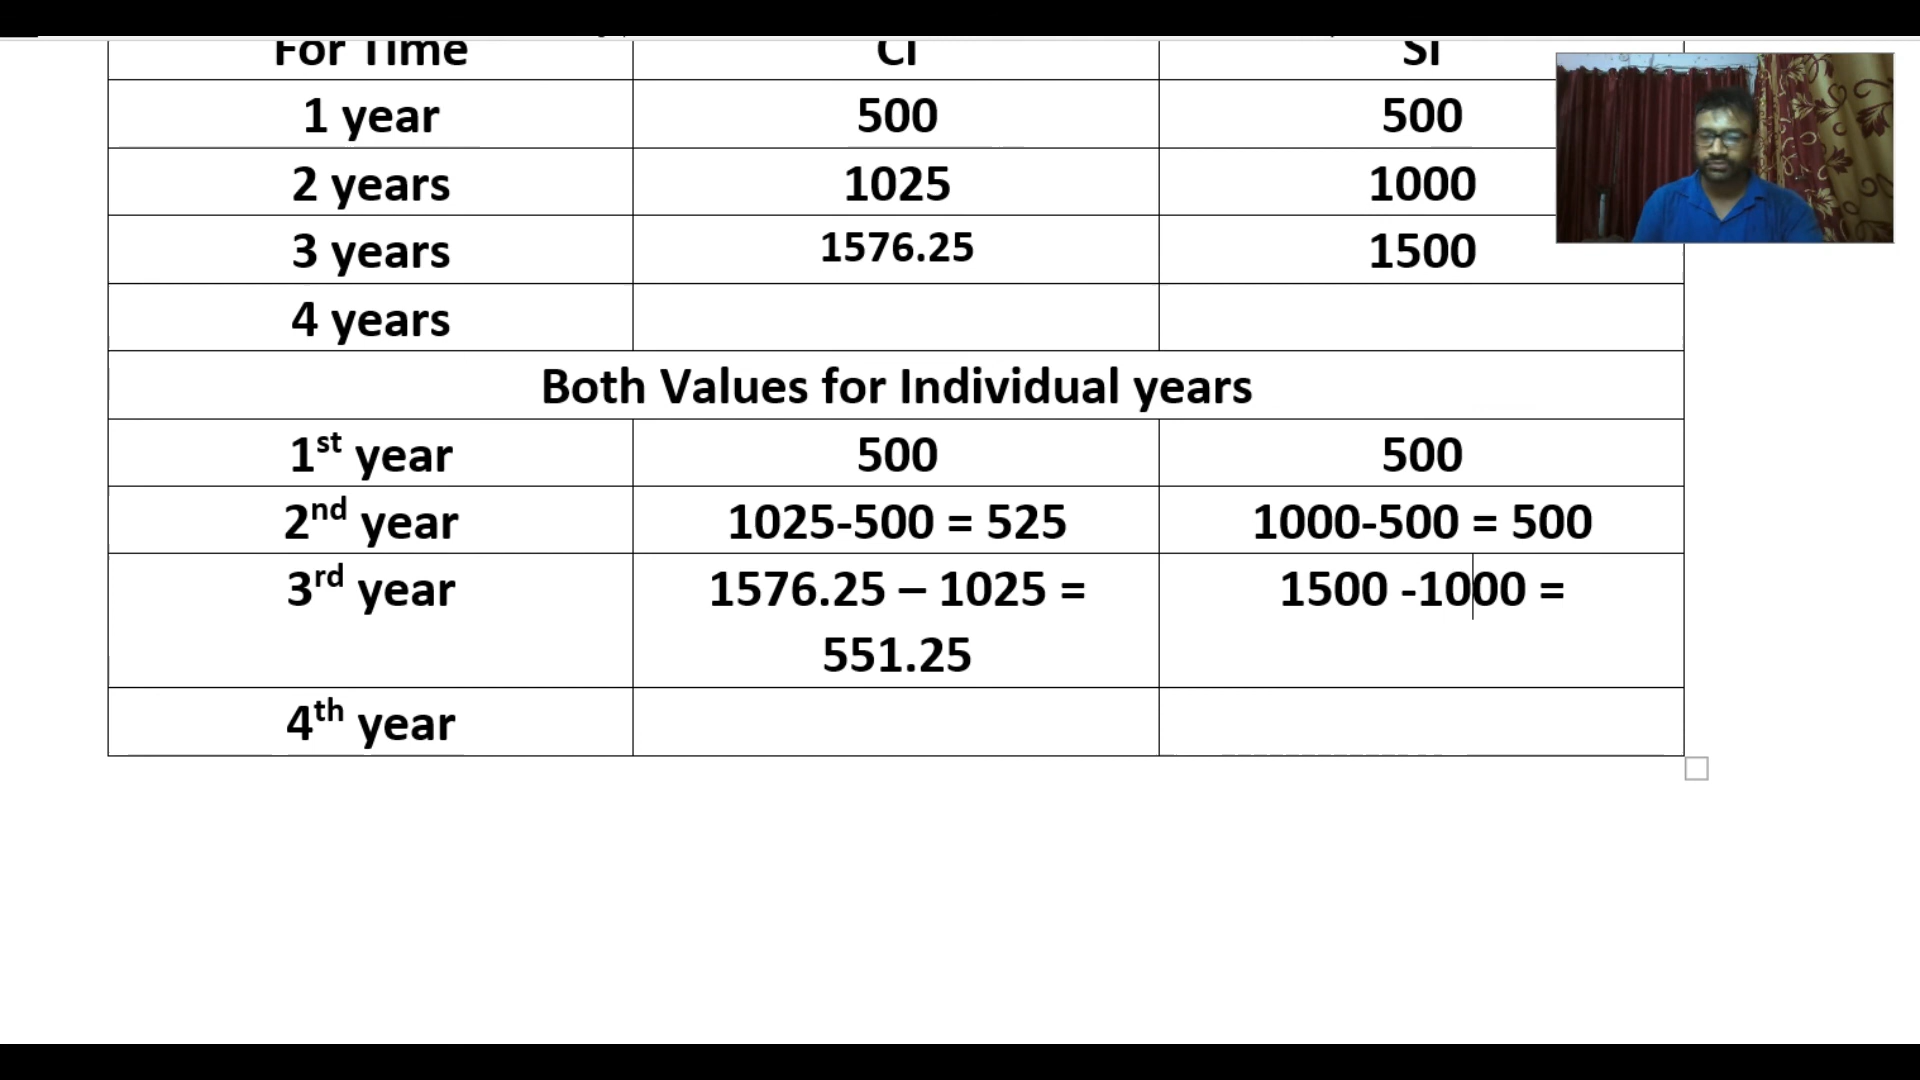 For Time CI SI
1 year 500 500
2 years 1025 1000
3 years 1576.25 1500
4 years
Both Values for Individual years
1st year 500 500
2nd year 1025-500 = 525 1000-500 = 500
3rd year 1576.25 – 1025 = 1500 -1000 =
551.25
4th year